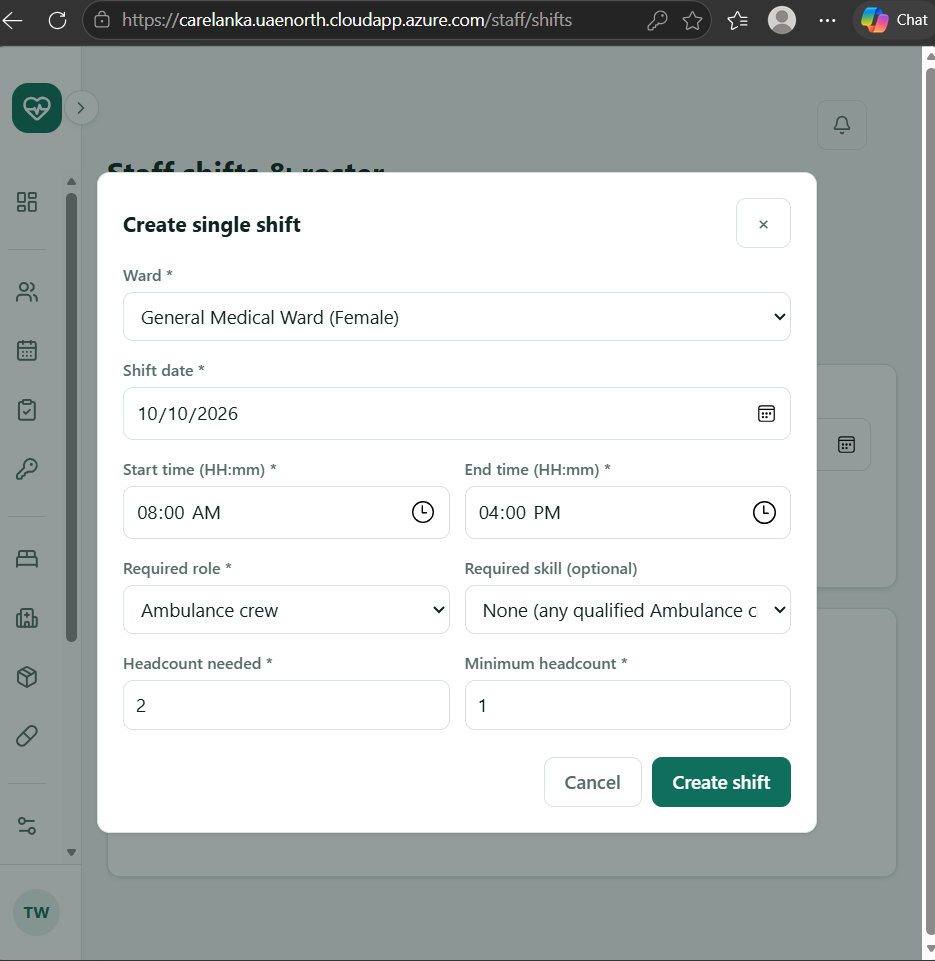 https://carelanka.uaenorth.cloudapp.azure.com/staff/shifts
Chat
Staff shifts & roster
Create single shift
×
Ward *
General Medical Ward (Female)
Shift date *
10/10/2026
Start time (HH:mm) * End time (HH:mm) *
08:00 AM 04:00 PM
Required role * Required skill (optional)
Ambulance crew None (any qualified Ambulance c
Headcount needed * Minimum headcount *
2 1
Cancel Create shift
TW